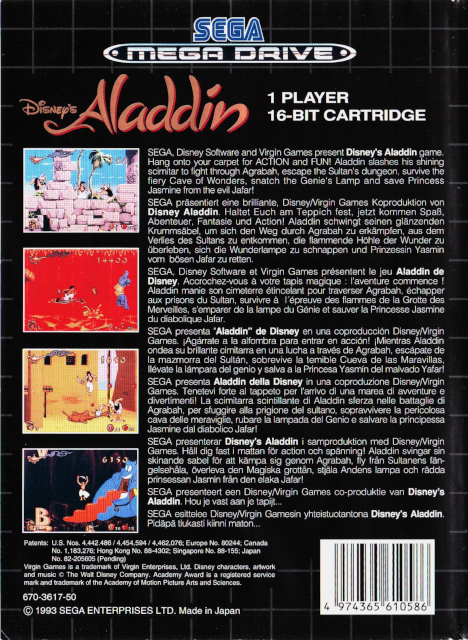 SEGA
MEGA DRIVE
Disney's Aladdin
1 PLAYER
16-BIT CARTRIDGE
SEGA, Disney Software and Virgin Games present Disney's Aladdin game.
Hang onto your carpet for ACTION and FUN! Aladdin slashes his shining
scimitar to fight through Agrabah, escape the Sultan's dungeon, survive the
fiery Cave of Wonders, snatch the Genie's Lamp and save Princess
Jasmine from the evil Jafar!
SEGA präsentiert eine brilliante, Disney/Virgin Games Koproduktion von
Disney Aladdin. Haltet Euch am Teppich fest, jetzt kommen Spaß,
Abenteuer, Fantasie und Action! Aladdin schwingt seinen glänzenden
Krummsäbel, um sich den Weg durch Agrabah zu erkämpfen, aus dem
Verlies des Sultans zu entkommen, die flammende Höhle der Wunder zu
überleben, sich die Wunderlampe zu schnappen und Prinzessin Yasmin
vom bösen Jafar zu retten.
SEGA, Disney Software et Virgin Games présentent le jeu Aladdin de
Disney. Accrochez-vous à votre tapis magique : l'aventure commence !
Aladdin manie son cimeterre étincelant pour traverser Agrabah, échapper
aux prisons du Sultan, survivre à l'épreuve des flammes de la Grotte des
Merveilles, s'emparer de la lampe du Génie et sauver la Princesse Jasmine
du diabolique Jafar.
SEGA presenta "Aladdin" de Disney en una coproducción Disney/Virgin
Games. ¡Agárrate a la alfombra para entrar en acción! ¡Mientras Aladdin
ondea su brillante cimitarra en una lucha a través de Agrabah, escápate de
la mazmorra del Sultán, sobrevive la temible Cueva de las Maravillas,
llévate la lámpara del genio y salva a la Princesa Yasmín del malvado Yafar!
SEGA presenta Aladdin della Disney in una coproduzione Disney/Virgin
Games. Tenetevi forte al tappeto per l'arrivo di una marea di avventure e
divertimenti! La scimitarra scintillante di Aladdin sferza nelle battaglie di
Agrabah, per sfuggire alla prigione del sultano, sopravvivere la pericolosa
cava delle meraviglie, rubare la lampada del Genio e salvare la principessa
Jasmine dal diabolico Jafar!
SEGA presenterar Disney's Aladdin i samproduktion med Disney/Virgin
Games. Håll dig fast i mattan för action och spänning! Aladdin svingar sin
skinande sabel för att kämpa sig genom Agrabah, fly från Sultanens fän-
gelsehåla, överleva den Magiska grottan, stjäla Andens lampa och rädda
prinsessan Jasmin från den elaka Jafar!
SEGA presenteert een Disney/Virgin Games co-produktie van Disney's
Aladdin. Hou je vast aan je tapijt...
SEGA esittelee Disney/Virgin Gamesin yhteistuotantona Disney's Aladdin.
Pidäpä tiukasti kiinni maton...
Patents: U.S. Nos. 4,442,486 / 4,454,594 / 4,462,076; Europe No. 80244; Canada
No. 1,183,276; Hong Kong No. 88-4302; Singapore No. 88-155; Japan
No. 82-205605 (Pending)
Virgin Games is a trademark of Virgin Enterprises, Ltd. Disney characters, artwork
and music © The Walt Disney Company. Academy Award is a registered service
mark and trademark of the Academy of Motion Picture Arts and Sciences.
670-3617-50
© 1993 SEGA ENTERPRISES LTD. Made in Japan
4 974365 610586